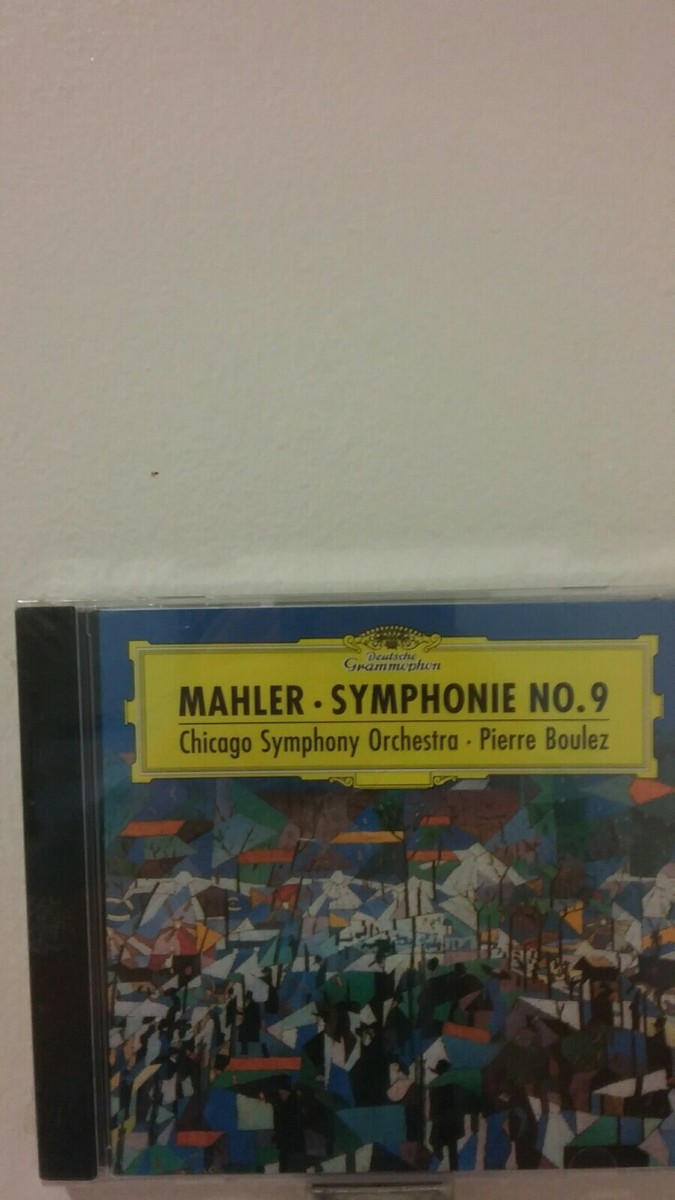 Deutsche
Grammophon
MAHLER · SYMPHONIE NO. 9
Chicago Symphony Orchestra · Pierre Boulez